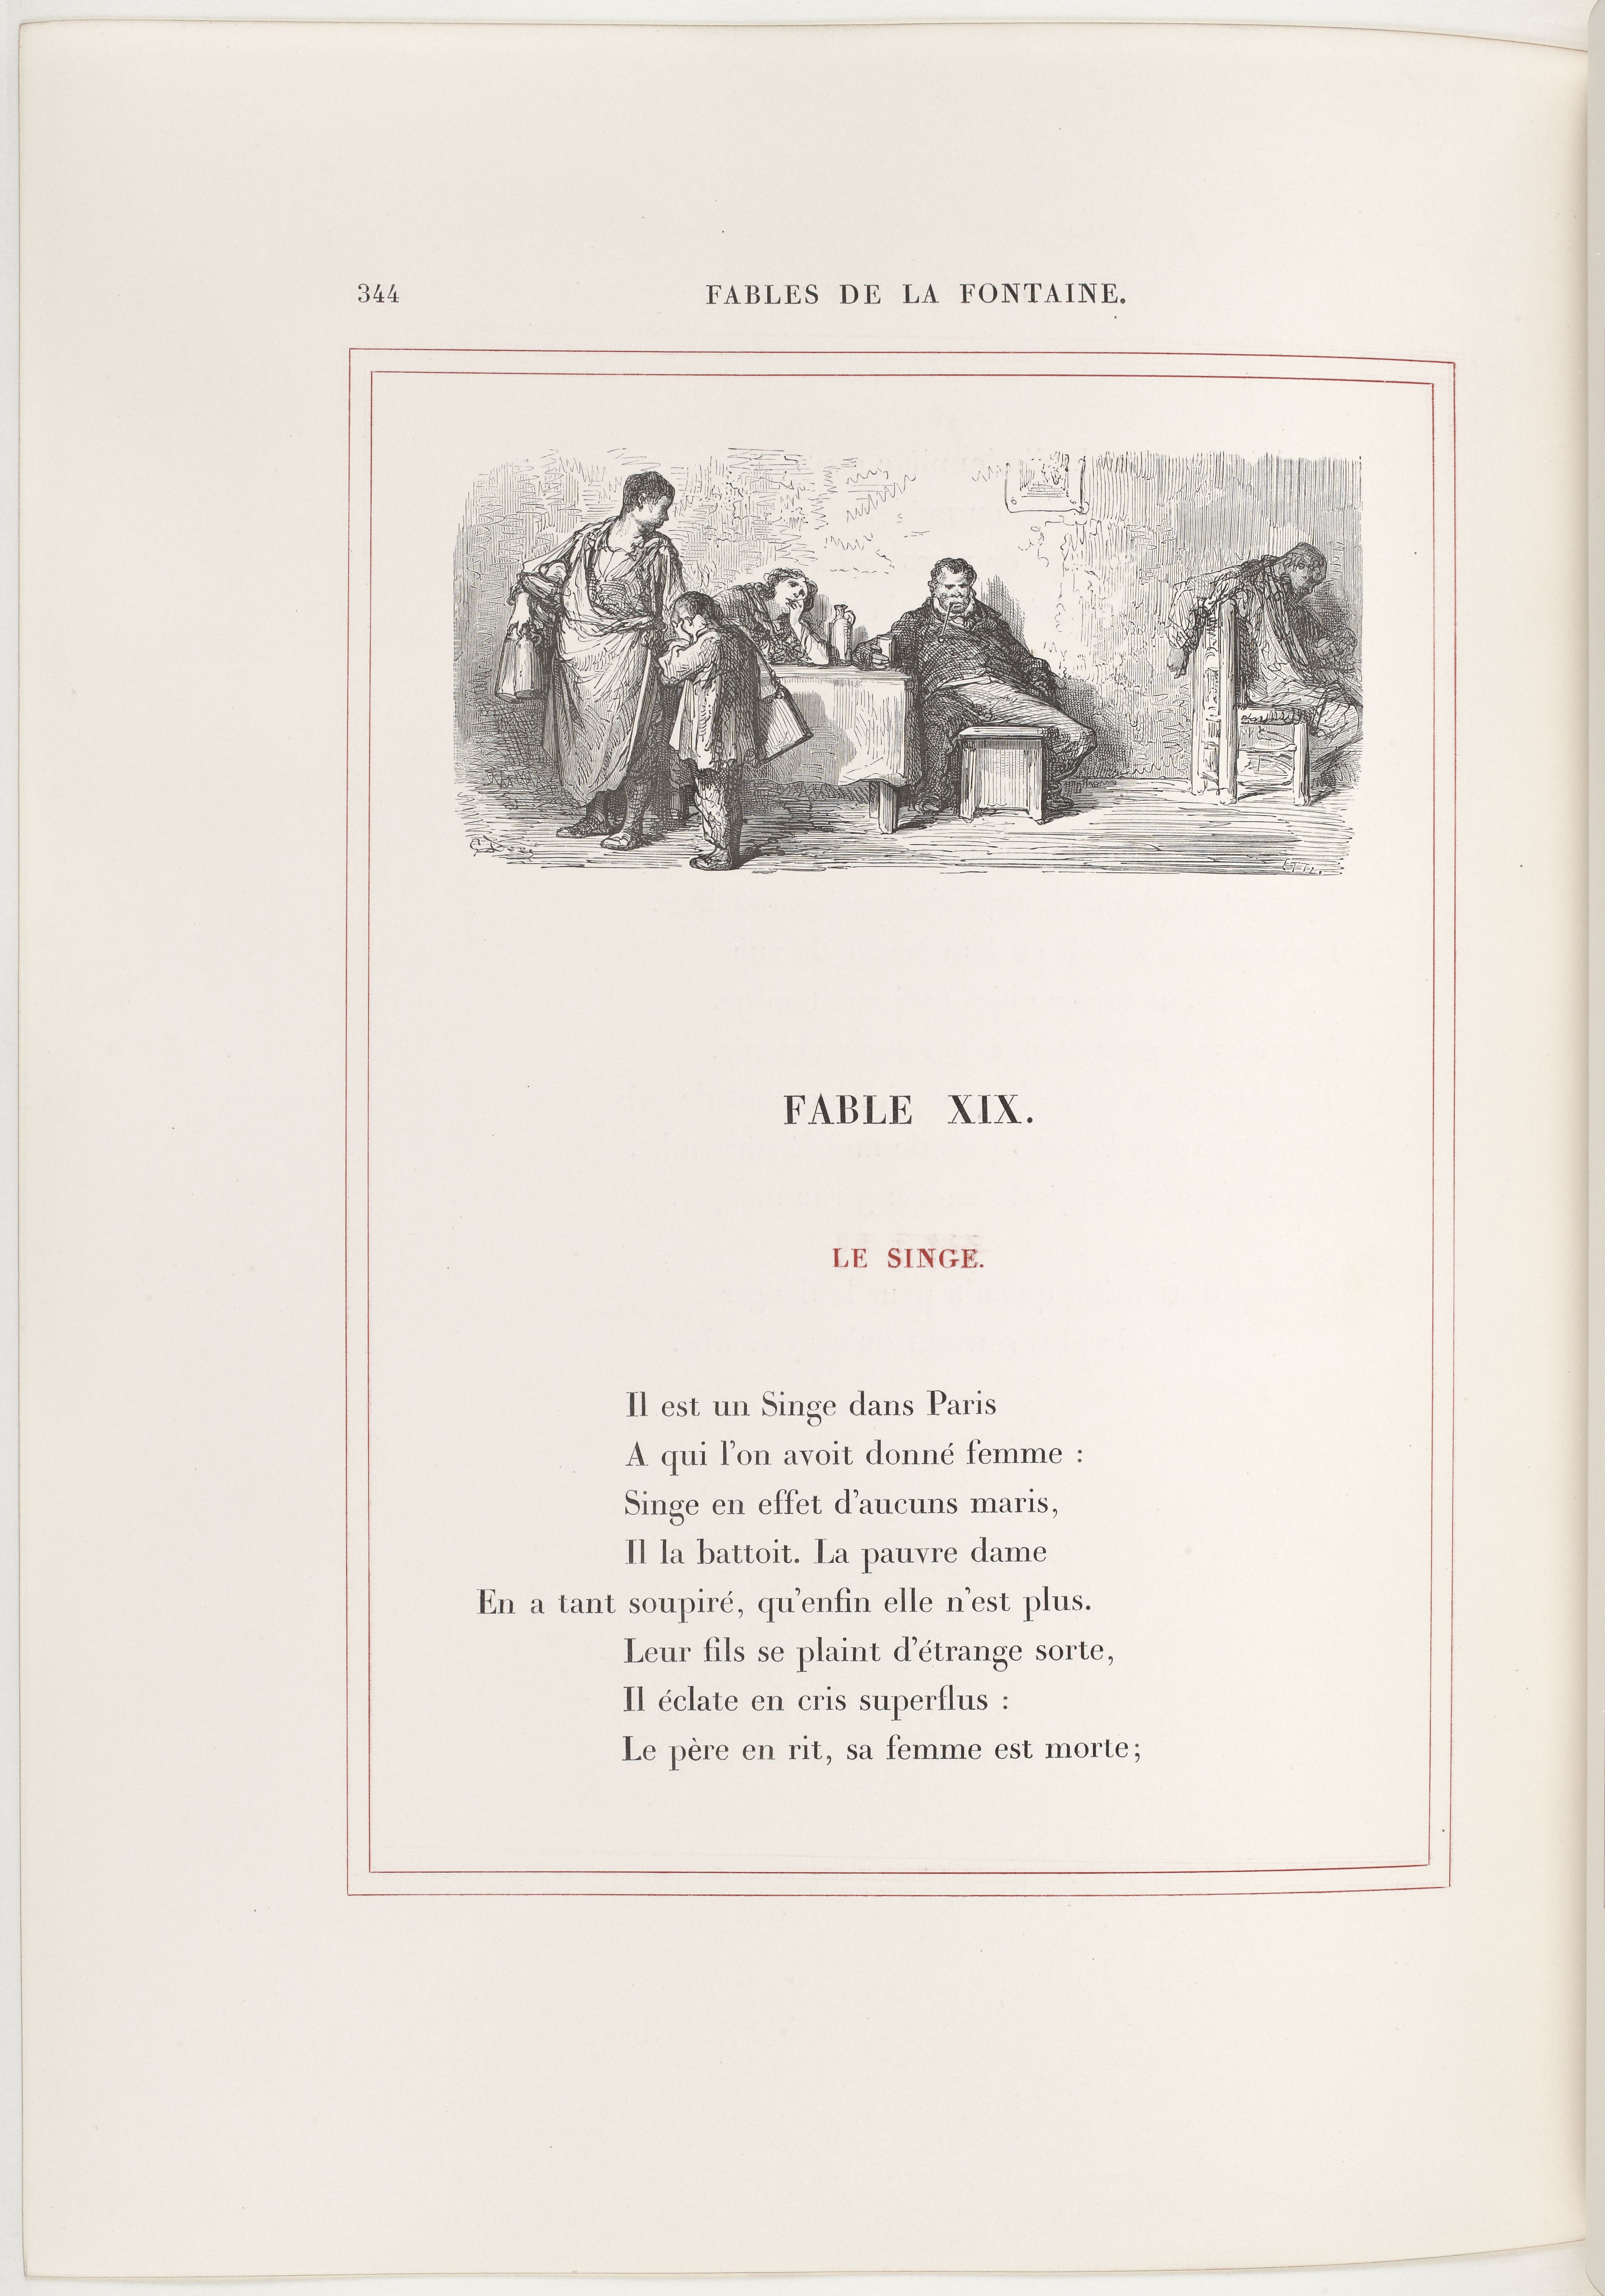 344
FABLES DE LA FONTAINE.
FABLE XIX.
LE SINGE.
Il est un Singe dans Paris
A qui l'on avoit donné femme :
Singe en effet d'aucuns maris,
Il la battoit. La pauvre dame
En a tant soupiré, qu'enfin elle n'est plus.
Leur fils se plaint d'étrange sorte,
Il éclate en cris superflus :
Le père en rit, sa femme est morte;